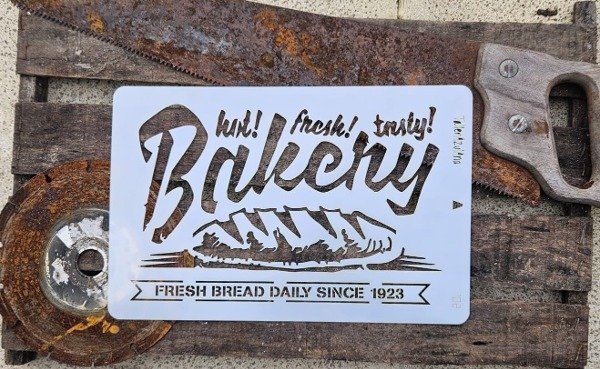 hot! fresh! tasty!
Bakery
FRESH BREAD DAILY SINCE 1923